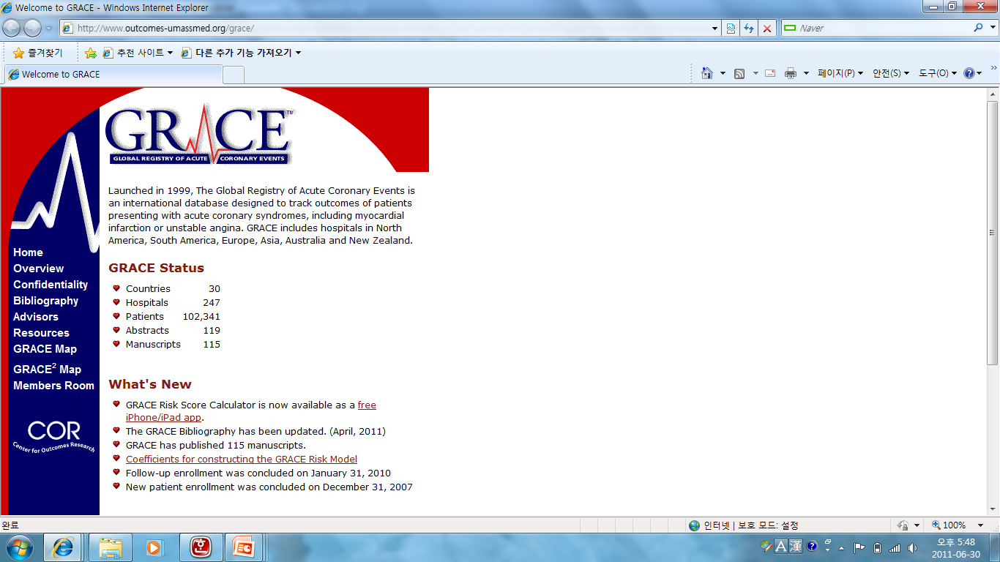 Welcome to GRACE - Windows Internet Explorer
http://www.outcomes-umassmed.org/grace/
Naver
즐겨찾기
추천 사이트
다른 추가 기능 가져오기
Welcome to GRACE
페이지(P)
안전(S)
도구(O)
GRACE™
GLOBAL REGISTRY OF ACUTE CORONARY EVENTS
Launched in 1999, The Global Registry of Acute Coronary Events is
an international database designed to track outcomes of patients
presenting with acute coronary syndromes, including myocardial
infarction or unstable angina. GRACE includes hospitals in North
America, South America, Europe, Asia, Australia and New Zealand.
Home
Overview
Confidentiality
Bibliography
Advisors
Resources
GRACE Map
GRACE² Map
Members Room
COR
Center for Outcomes Research
GRACE Status
Countries 30
Hospitals 247
Patients 102,341
Abstracts 119
Manuscripts 115
What's New
GRACE Risk Score Calculator is now available as a free
iPhone/iPad app.
The GRACE Bibliography has been updated. (April, 2011)
GRACE has published 115 manuscripts.
Coefficients for constructing the GRACE Risk Model
Follow-up enrollment was concluded on January 31, 2010
New patient enrollment was concluded on December 31, 2007
완료
인터넷 | 보호 모드: 설정
100%
A 漢
오후 5:48
2011-06-30